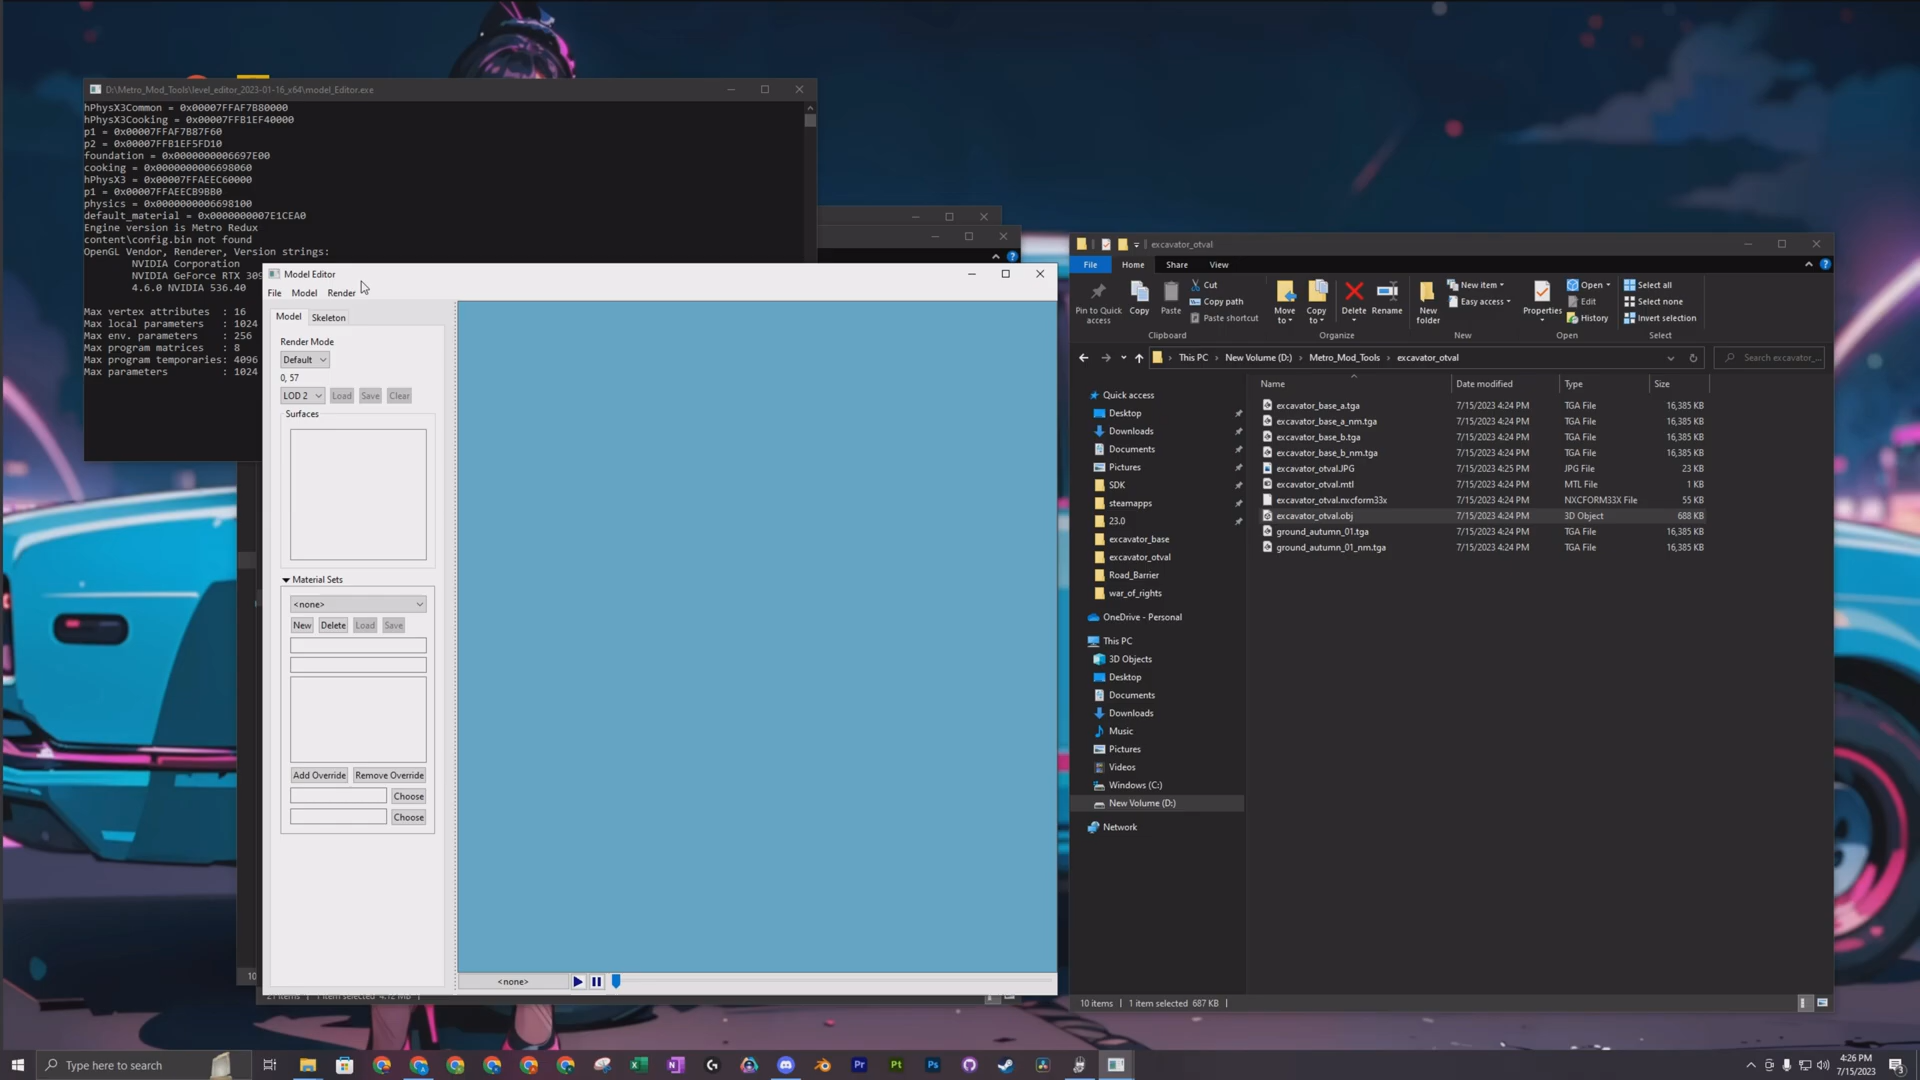 D:\Metro_Mod_Tools\level_editor_2023-01-16_x64\model_Editor.exe
hPhysX3Common = 0x00007FFAF7B80000
hPhysX3Cooking = 0x00007FFB1EF40000
p1 = 0x00007FFAF7B87F60
p2 = 0x00007FFB1EF5FD10
foundation = 0x0000000006697E00
cooking = 0x0000000006698060
hPhysX3 = 0x00007FFAEEC60000
p1 = 0x00007FFAEECB9BB0
physics = 0x0000000006698100
default_material = 0x0000000007E1CEA0
Engine version is Metro Redux
content\config.bin not found
OpenGL Vendor, Renderer, Version strings:
NVIDIA Corporation
NVIDIA GeForce RTX 309
4.6.0 NVIDIA 536.40
Max vertex attributes : 16
Max local parameters : 1024
Max env. parameters : 256
Max program matrices : 8
Max program temporaries: 4096
Max parameters : 1024
Model Editor
File Model Render
Model Skeleton
Render Mode
Default
0, 57
LOD 2 Load Save Clear
Surfaces
Material Sets
<none>
New Delete Load Save
Add Override Remove Override
Choose
Choose
<none>
10
1 item selected 4.12 MB
excavator_otval
File Home Share View
Pin to Quick access
Copy
Paste
Cut
Copy path
Paste shortcut
Clipboard
Move to
Copy to
Delete
Rename
Organize
New folder
New item
Easy access
New
Properties
Open
Edit
History
Open
Select all
Select none
Invert selection
Select
This PC New Volume (D:) Metro_Mod_Tools excavator_otval
Search excavator_...
Quick access
Desktop
Downloads
Documents
Pictures
SDK
steamapps
23.0
excavator_base
excavator_otval
Road_Barrier
war_of_rights
OneDrive - Personal
This PC
3D Objects
Desktop
Documents
Downloads
Music
Pictures
Videos
Windows (C:)
New Volume (D:)
Network
Name Date modified Type Size
excavator_base_a.tga 7/15/2023 4:24 PM TGA File 16,385 KB
excavator_base_a_nm.tga 7/15/2023 4:24 PM TGA File 16,385 KB
excavator_base_b.tga 7/15/2023 4:24 PM TGA File 16,385 KB
excavator_base_b_nm.tga 7/15/2023 4:24 PM TGA File 16,385 KB
excavator_otval.JPG 7/15/2023 4:25 PM JPG File 23 KB
excavator_otval.mtl 7/15/2023 4:24 PM MTL File 1 KB
excavator_otval.nxcform33x 7/15/2023 4:24 PM NXCFORM33X File 55 KB
excavator_otval.obj 7/15/2023 4:24 PM 3D Object 688 KB
ground_autumn_01.tga 7/15/2023 4:24 PM TGA File 16,385 KB
ground_autumn_01_nm.tga 7/15/2023 4:24 PM TGA File 16,385 KB
10 items 1 item selected 687 KB
Type here to search
Pr
Pt
Ps
4:26 PM
7/15/2023
3